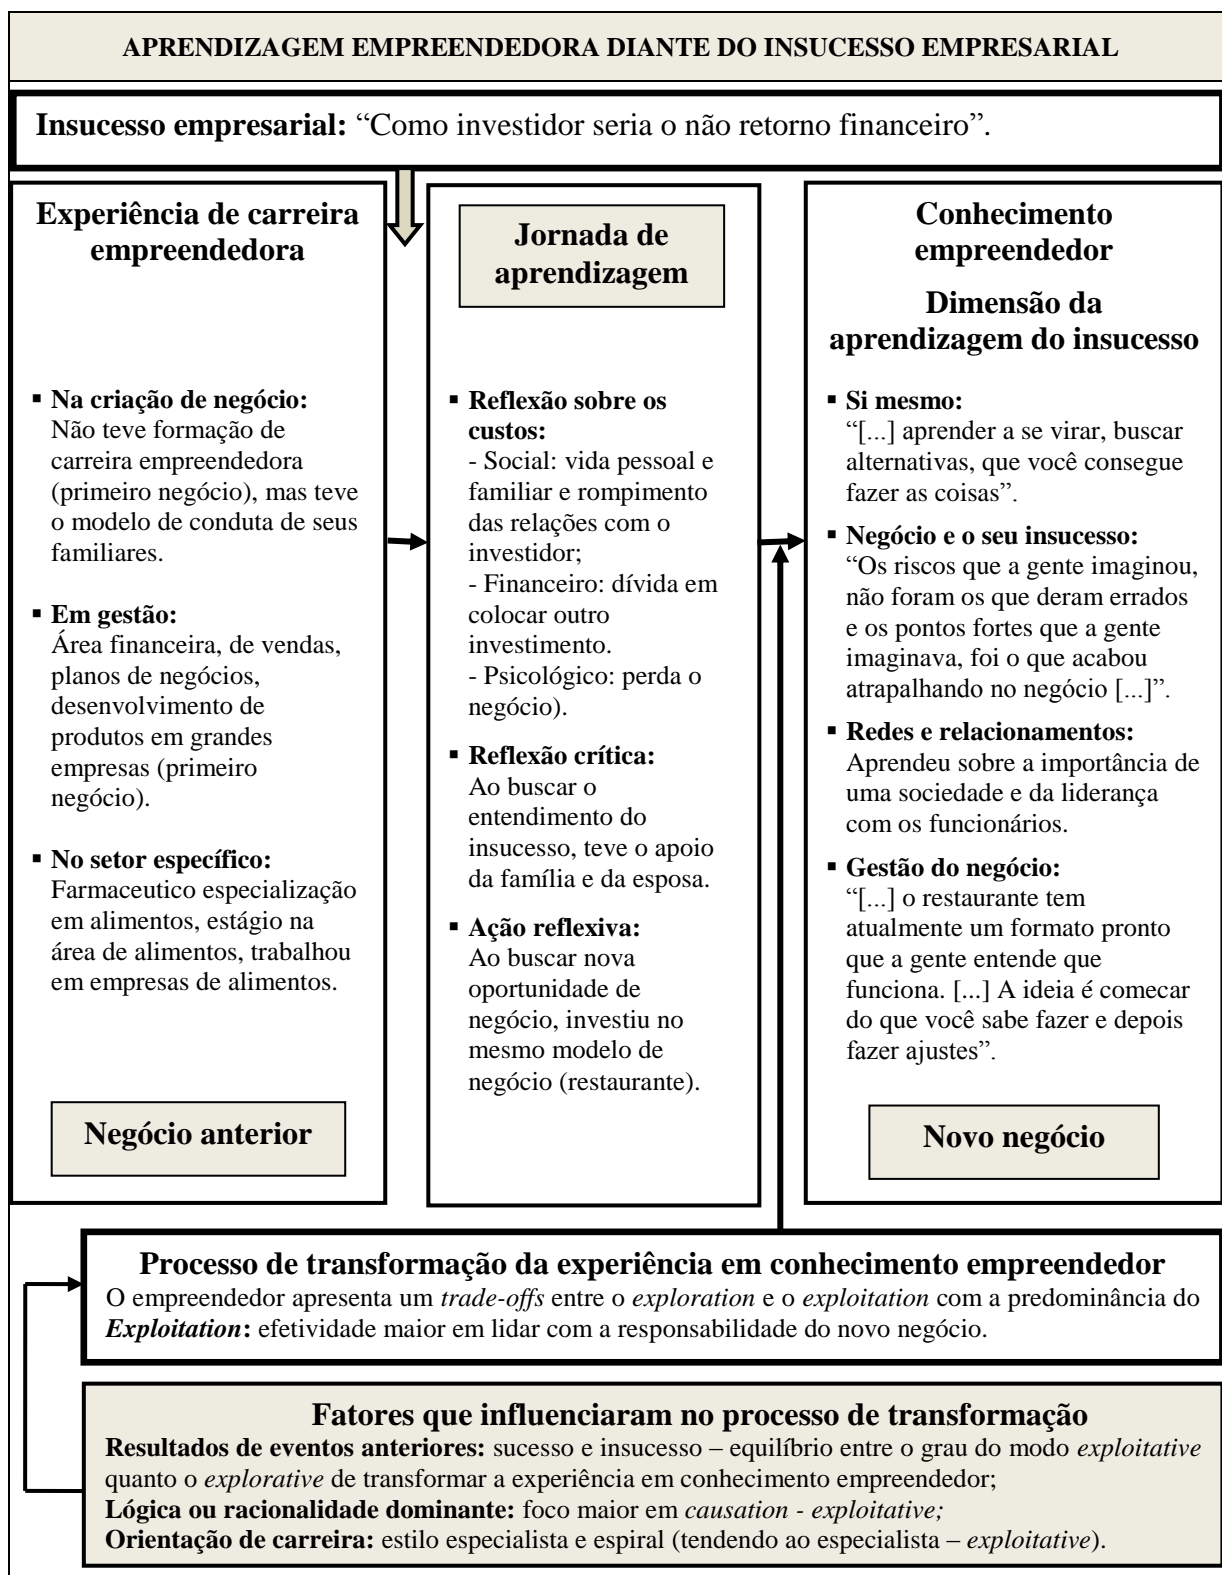 APRENDIZAGEM EMPREENDEDORA DIANTE DO INSUCESSO EMPRESARIAL
Insucesso empresarial: “Como investidor seria o não retorno financeiro”.
Experiência de carreira
empreendedora
▪ Na criação de negócio:
Não teve formação de
carreira empreendedora
(primeiro negócio), mas teve
o modelo de conduta de seus
familiares.
▪ Em gestão:
Área financeira, de vendas,
planos de negócios,
desenvolvimento de
produtos em grandes
empresas (primeiro
negócio).
▪ No setor específico:
Farmaceutico especialização
em alimentos, estágio na
área de alimentos, trabalhou
em empresas de alimentos.
Negócio anterior
Jornada de
aprendizagem
▪ Reflexão sobre os
custos:
- Social: vida pessoal e
familiar e rompimento
das relações com o
investidor;
- Financeiro: dívida em
colocar outro
investimento.
- Psicológico: perda o
negócio).
▪ Reflexão crítica:
Ao buscar o
entendimento do
insucesso, teve o apoio
da família e da esposa.
▪ Ação reflexiva:
Ao buscar nova
oportunidade de
negócio, investiu no
mesmo modelo de
negócio (restaurante).
Conhecimento
empreendedor
Dimensão da
aprendizagem do insucesso
▪ Si mesmo:
“[...] aprender a se virar, buscar
alternativas, que você consegue
fazer as coisas”.
▪ Negócio e o seu insucesso:
“Os riscos que a gente imaginou,
não foram os que deram errados
e os pontos fortes que a gente
imaginava, foi o que acabou
atrapalhando no negócio [...]”.
▪ Redes e relacionamentos:
Aprendeu sobre a importância de
uma sociedade e da liderança
com os funcionários.
▪ Gestão do negócio:
“[...] o restaurante tem
atualmente um formato pronto
que a gente entende que
funciona. [...] A ideia é comecar
do que você sabe fazer e depois
fazer ajustes”.
Novo negócio
Processo de transformação da experiência em conhecimento empreendedor
O empreendedor apresenta um trade-offs entre o exploration e o exploitation com a predominância do
Exploitation: efetividade maior em lidar com a responsabilidade do novo negócio.
Fatores que influenciaram no processo de transformação
Resultados de eventos anteriores: sucesso e insucesso – equilíbrio entre o grau do modo exploitative
quanto o explorative de transformar a experiência em conhecimento empreendedor;
Lógica ou racionalidade dominante: foco maior em causation - exploitative;
Orientação de carreira: estilo especialista e espiral (tendendo ao especialista – exploitative).